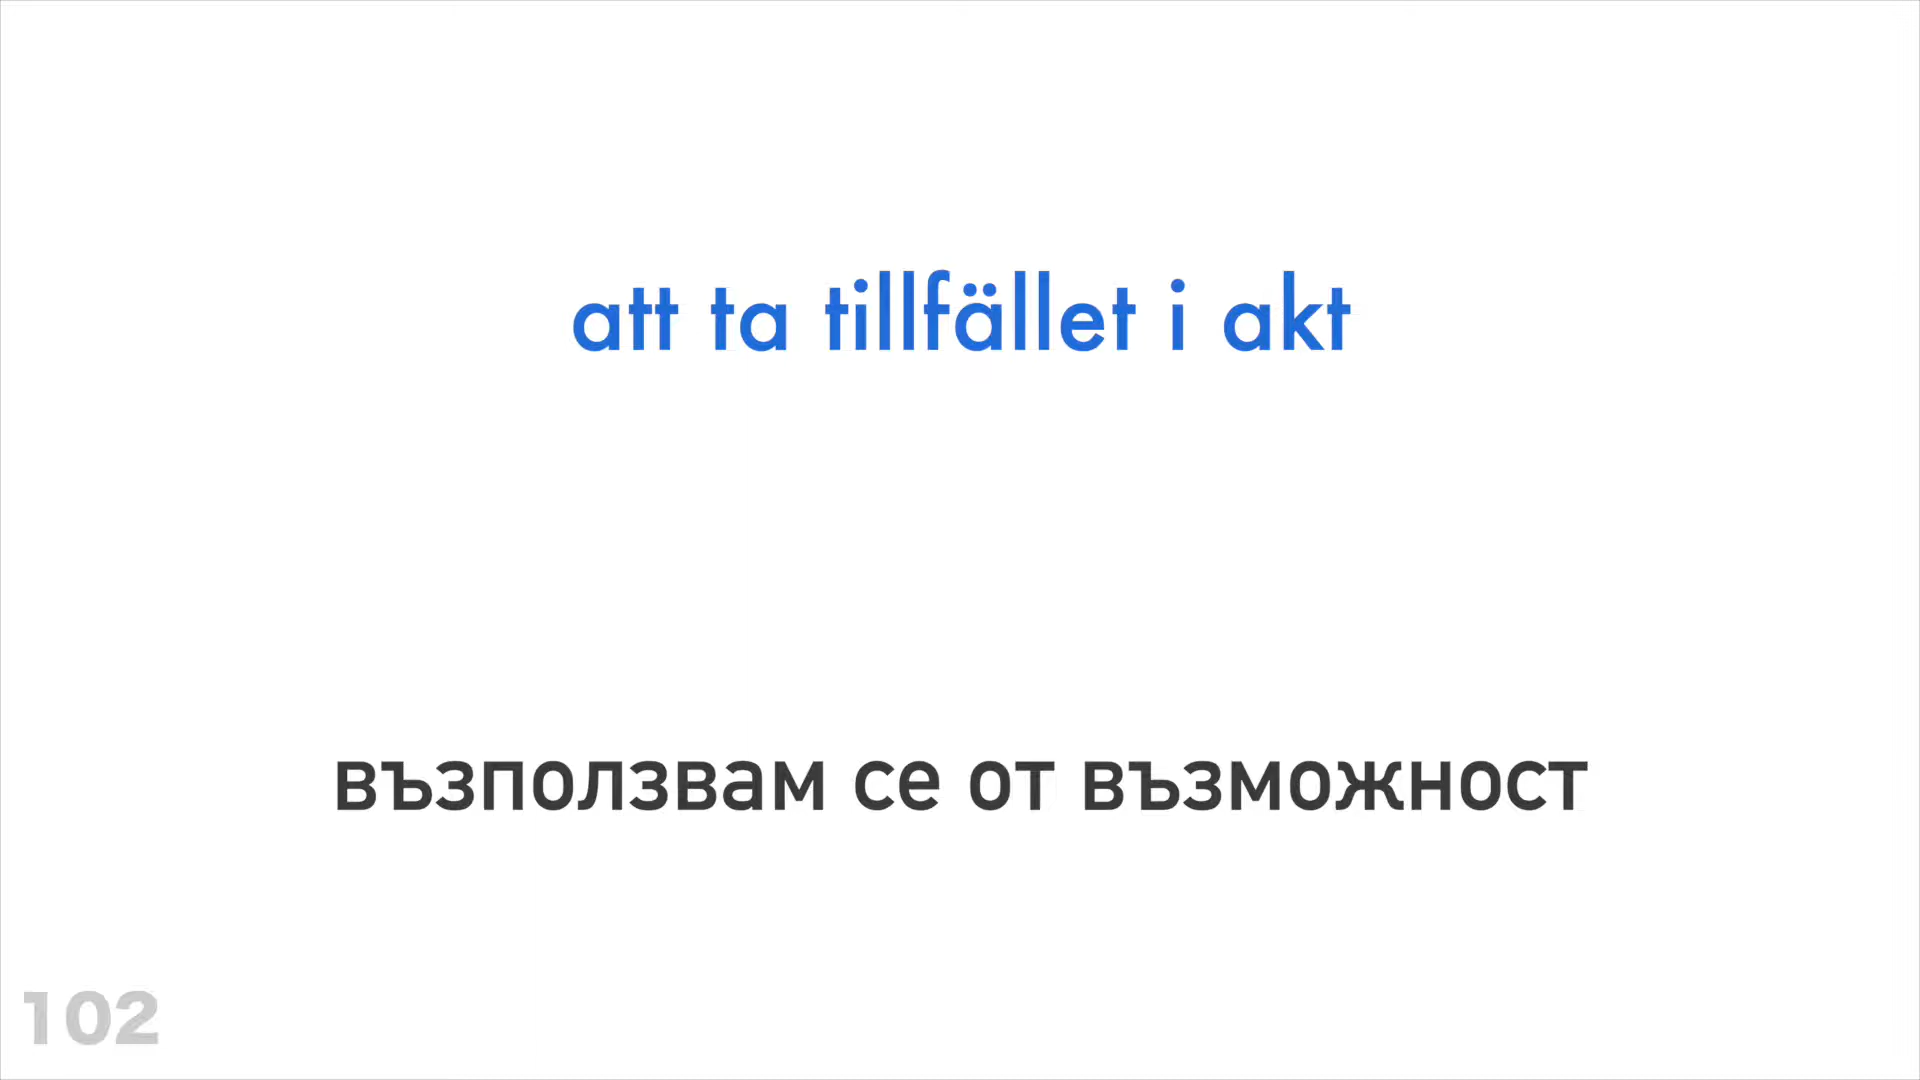 att ta tillfället i akt
възползвам се от възможност
102